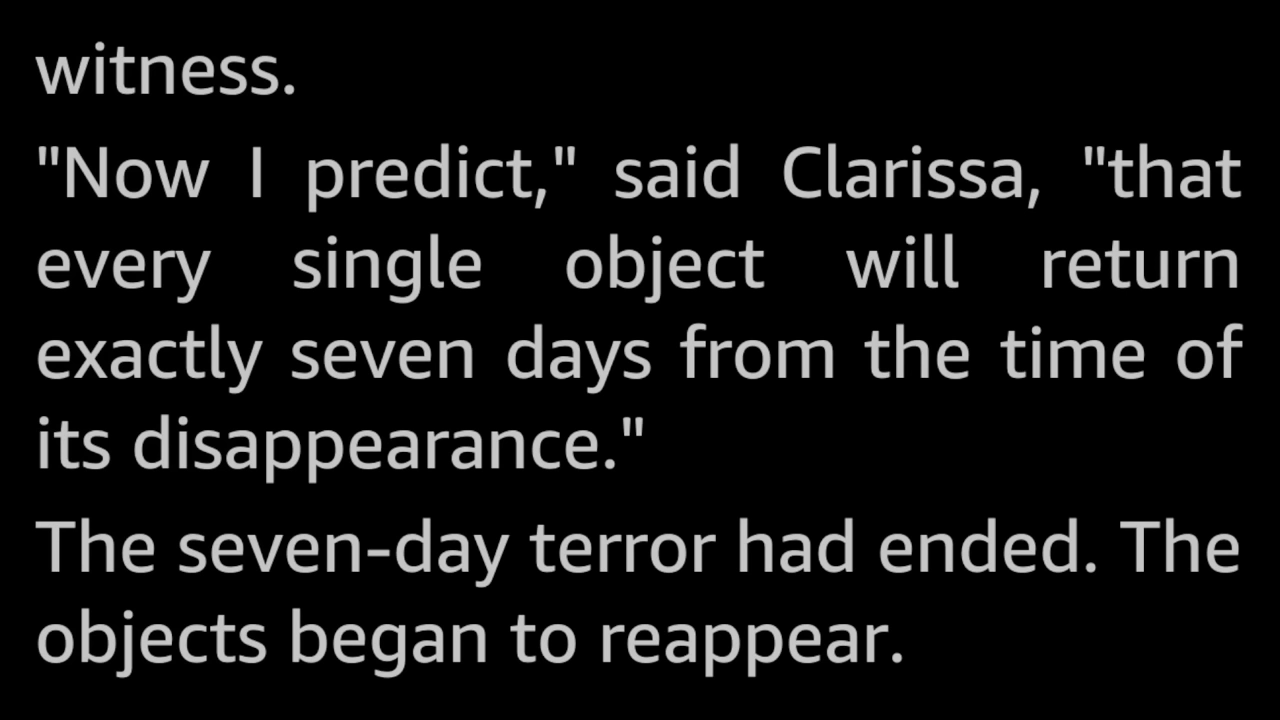 witness.
"Now I predict," said Clarissa, "that
every single object will return
exactly seven days from the time of
its disappearance."
The seven-day terror had ended. The
objects began to reappear.